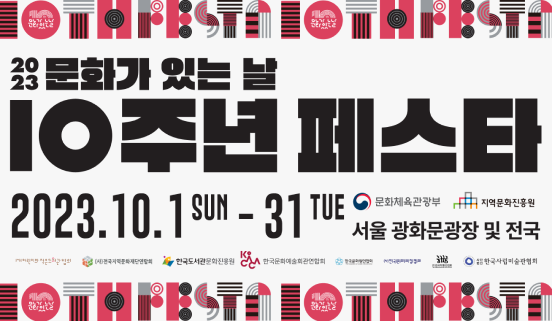 10THFEST
2023 문화가 있는 날
10주년 페스타
2023.10.1 SUN - 31 TUE
문화체육관광부 지역문화진흥원
서울 광화문광장 및 전국
(사)전국지역문화재단연합회 한국도서관문화진흥원 KoCACA 한국문화예술회관연합회 한국사립미술관협회
10THFEST